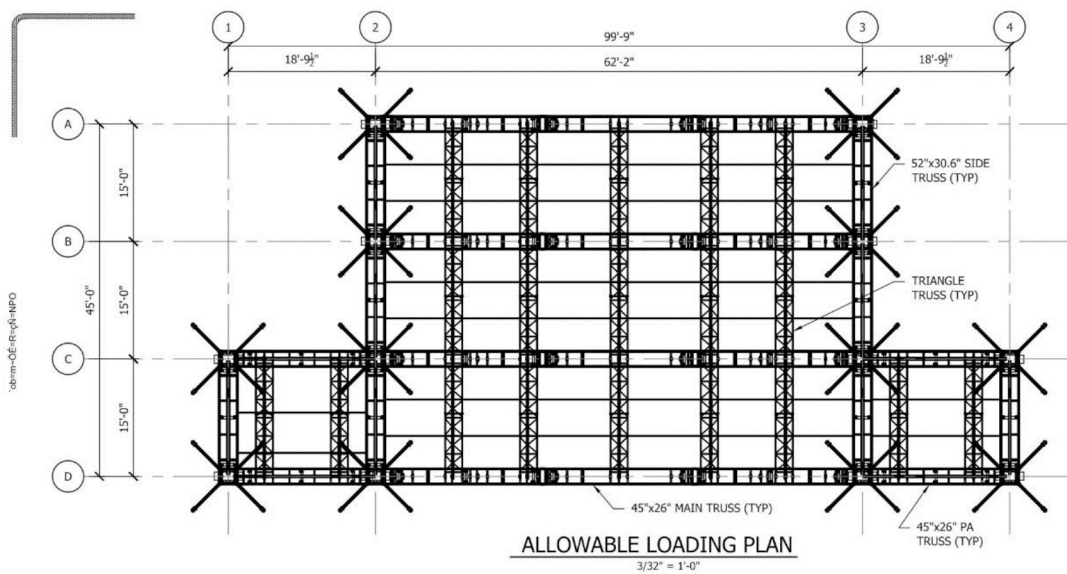 1
2
3
4
99'-9"
18'-9½"
62'-2"
18'-9½"
A
B
C
D
15'-0"
15'-0"
15'-0"
45'-0"
52"x30.6" SIDE
TRUSS (TYP)
TRIANGLE
TRUSS (TYP)
45"x26" MAIN TRUSS (TYP)
45"x26" PA
TRUSS (TYP)
ALLOWABLE LOADING PLAN
3/32" = 1'-0"